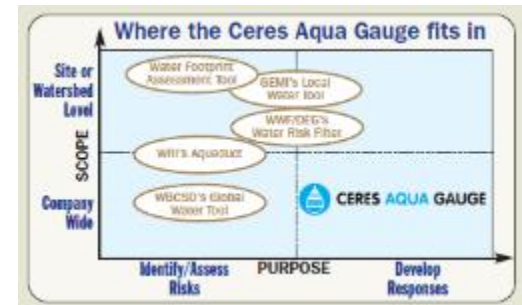 Where the Ceres Aqua Gauge fits in
Site or
Watershed
Level
SCOPE
Company
Wide
Water Footprint
Assessment Tool
GEMI's Local
Water Tool
WWF/DEG's
Water Risk Filter
WRI's Aqueduct
WBCSD's Global
Water Tool
CERES AQUA GAUGE
Identify/Assess
Risks
PURPOSE
Develop
Responses